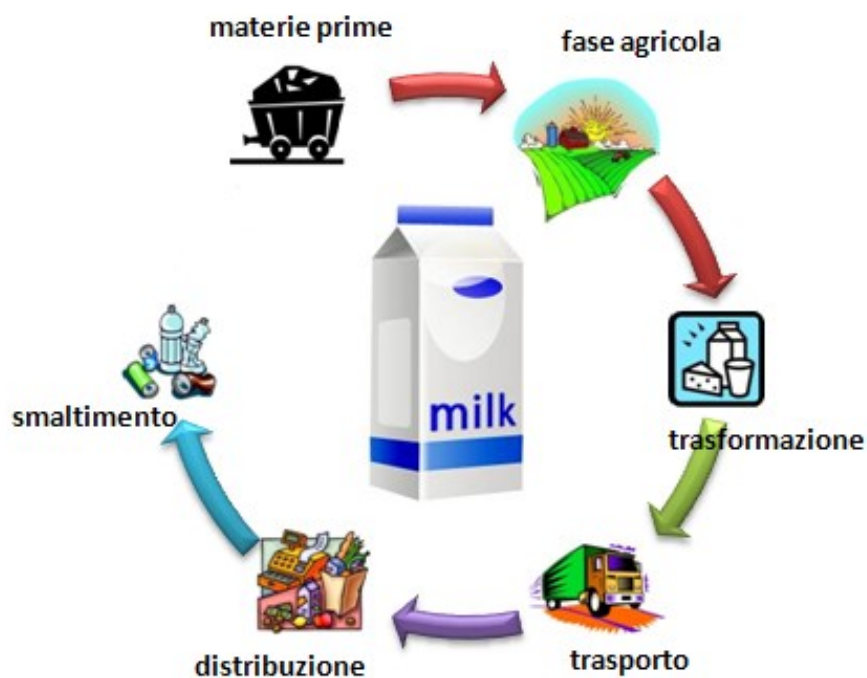 materie prime
fase agricola
trasformazione
trasporto
distribuzione
smaltimento
milk